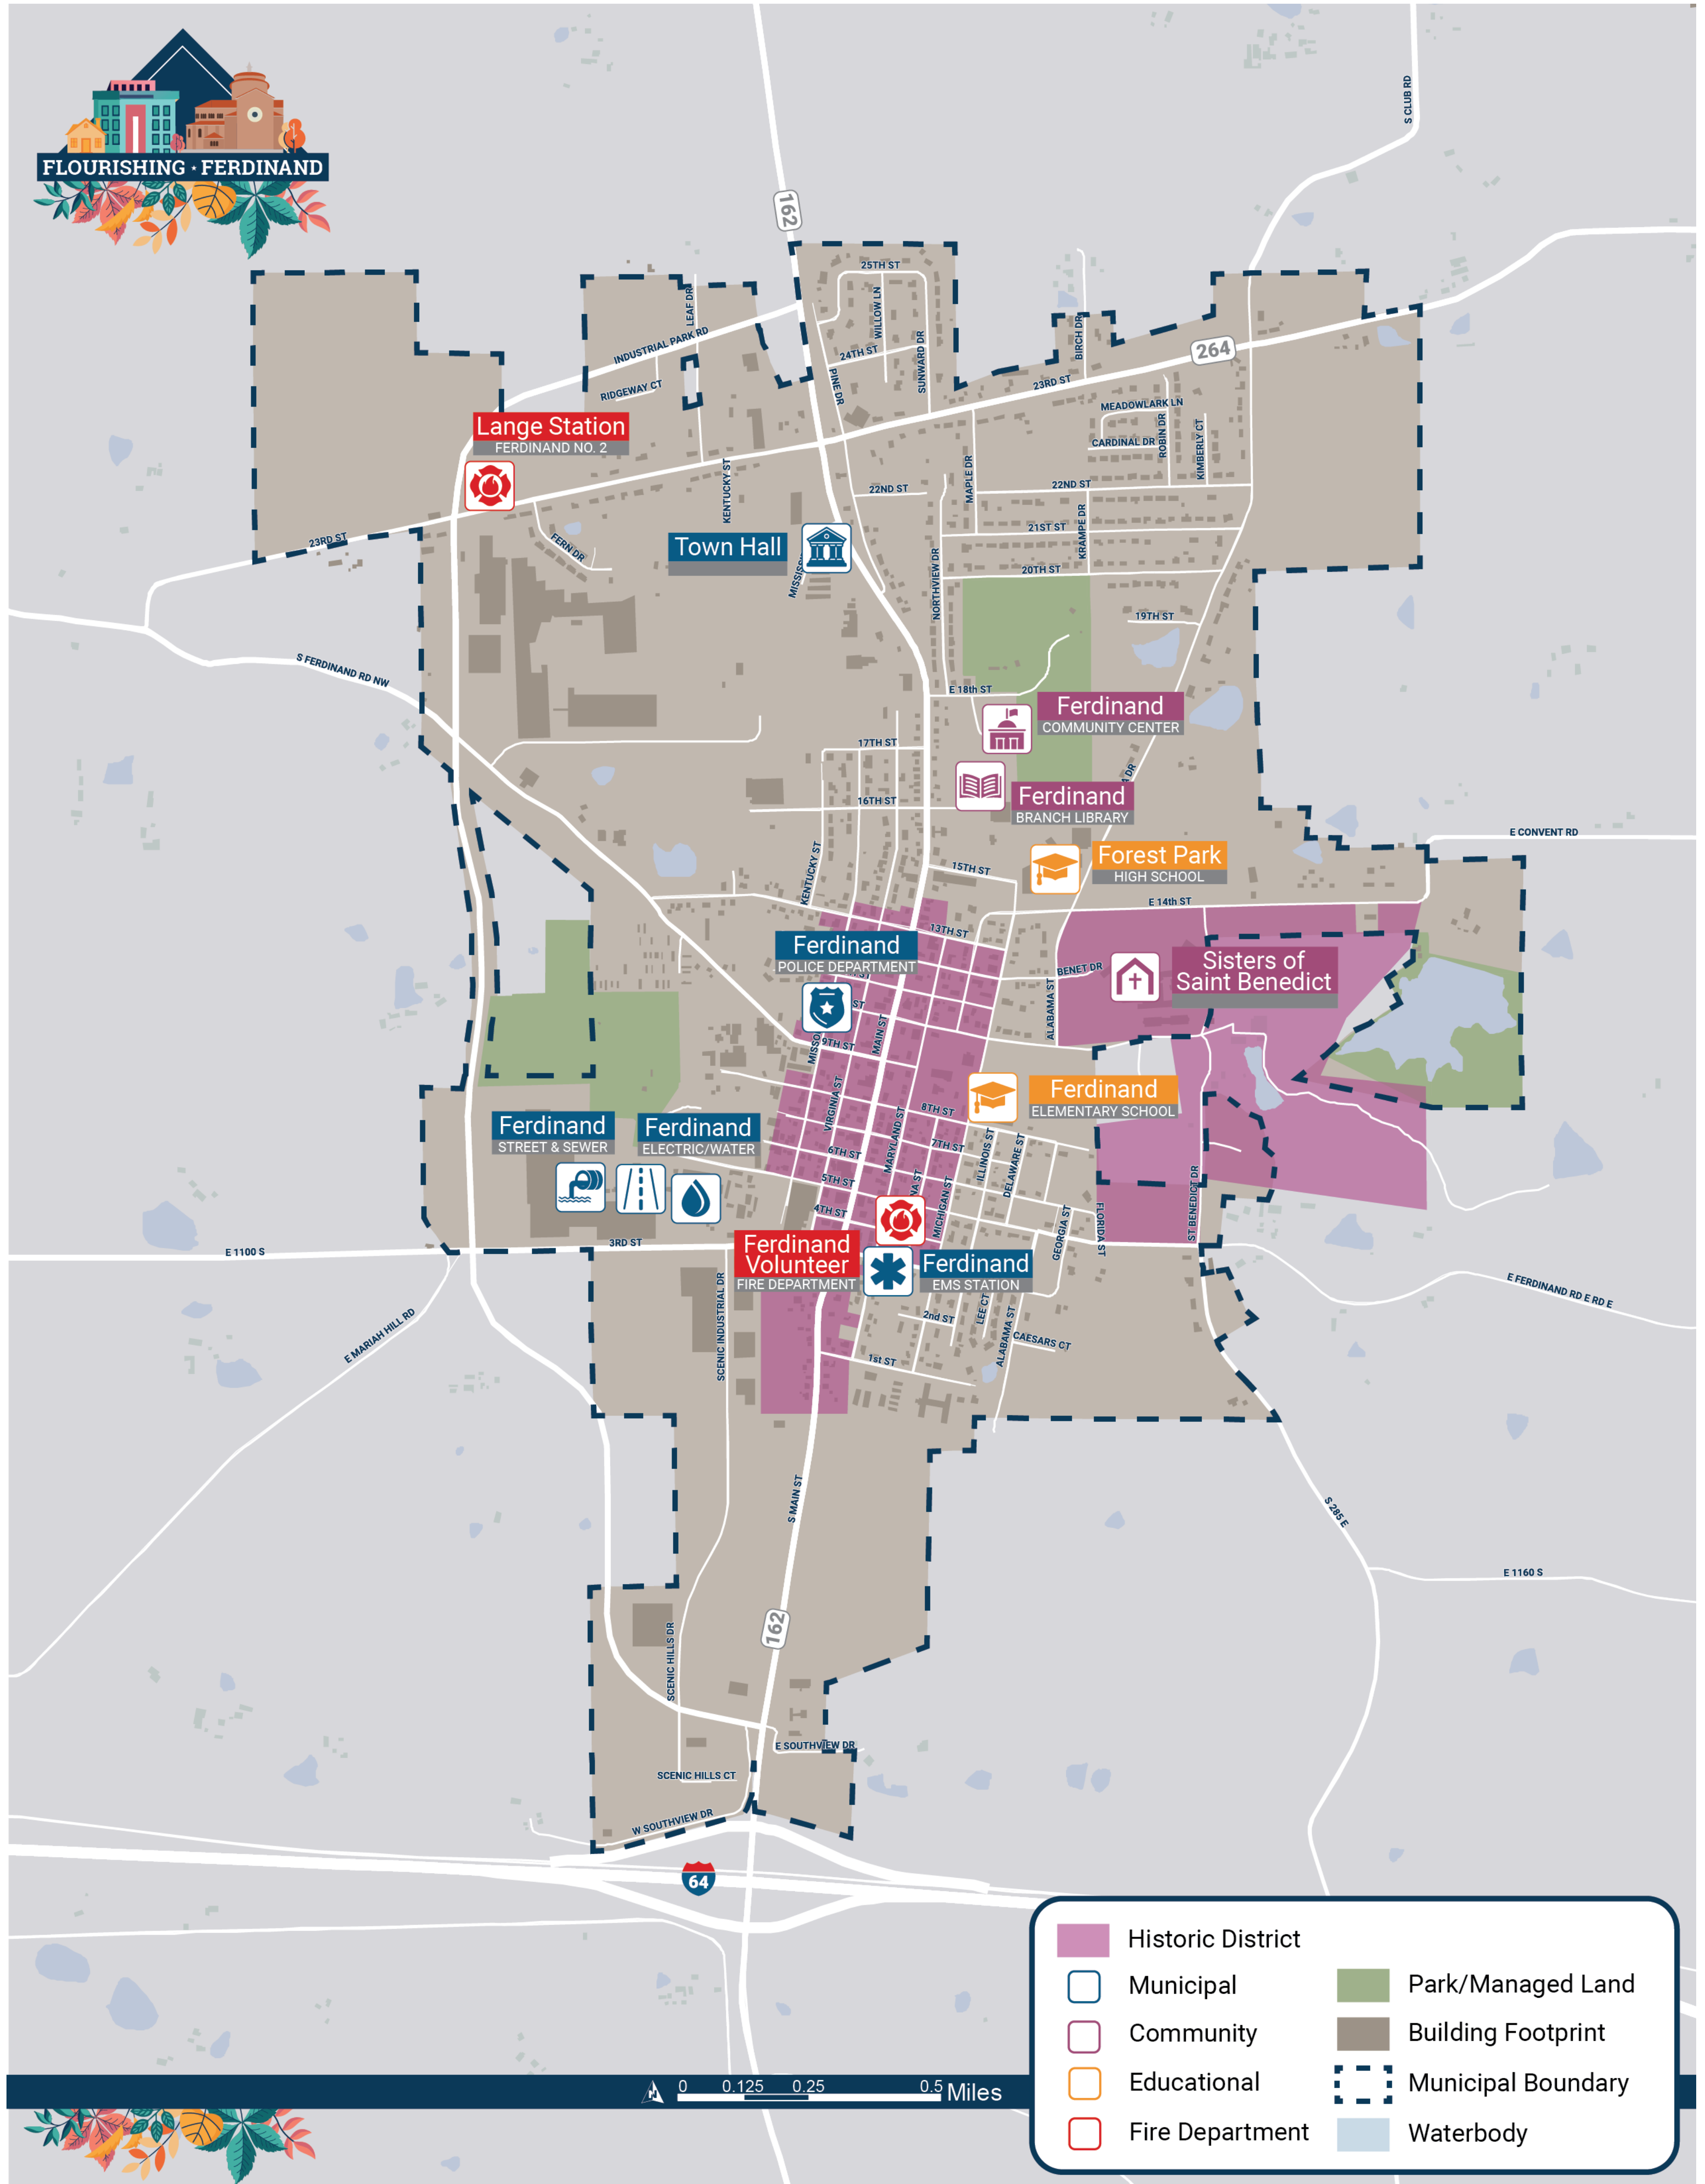 FLOURISHING • FERDINAND
S CLUB RD
162
25TH ST
WILLOW LN
LEAF DR
INDUSTRIAL PARK RD
24TH ST
SUNWARD DR
PINE DR
BIRCH DR
264
23RD ST
RIDGEWAY CT
MEADOWLARK LN
CARDINAL DR
ROBIN DR
KIMBERLY CT
Lange Station
FERDINAND NO. 2
KENTUCKY ST
MAPLE DR
22ND ST
22ND ST
21ST ST
KRAMPE DR
23RD ST
FERN DR
Town Hall
NORTHVIEW DR
20TH ST
19TH ST
S FERDINAND RD NW
E 18th ST
Ferdinand
COMMUNITY CENTER
17TH ST
16TH ST
Ferdinand
BRANCH LIBRARY
E CONVENT RD
KENTUCKY ST
15TH ST
Forest Park
HIGH SCHOOL
E 14th ST
13TH ST
Ferdinand
POLICE DEPARTMENT
BENET DR
Sisters of
Saint Benedict
ALABAMA ST
ST
MAIN ST
9TH ST
VIRGINIA ST
8TH ST
Ferdinand
ELEMENTARY SCHOOL
MARYLAND ST
7TH ST
ILLINOIS ST
DELAWARE ST
Ferdinand
STREET & SEWER
Ferdinand
ELECTRIC/WATER
6TH ST
5TH ST
4TH ST
MICHIGAN ST
GEORGIA ST
FLORIDA ST
ST BENEDICT DR
E 1100 S
3RD ST
Ferdinand
Volunteer
FIRE DEPARTMENT
Ferdinand
EMS STATION
E FERDINAND RD E RD E
E MARIAH HILL RD
SCENIC INDUSTRIAL DR
2nd ST
LEE CT
ALABAMA ST
CAESARS CT
1st ST
S MAIN ST
S 285 E
E 1160 S
162
SCENIC HILLS DR
E SOUTHVIEW DR
SCENIC HILLS CT
W SOUTHVIEW DR
64
Historic District
Municipal
Community
Educational
Fire Department
Park/Managed Land
Building Footprint
Municipal Boundary
Waterbody
0 0.125 0.25 0.5 Miles